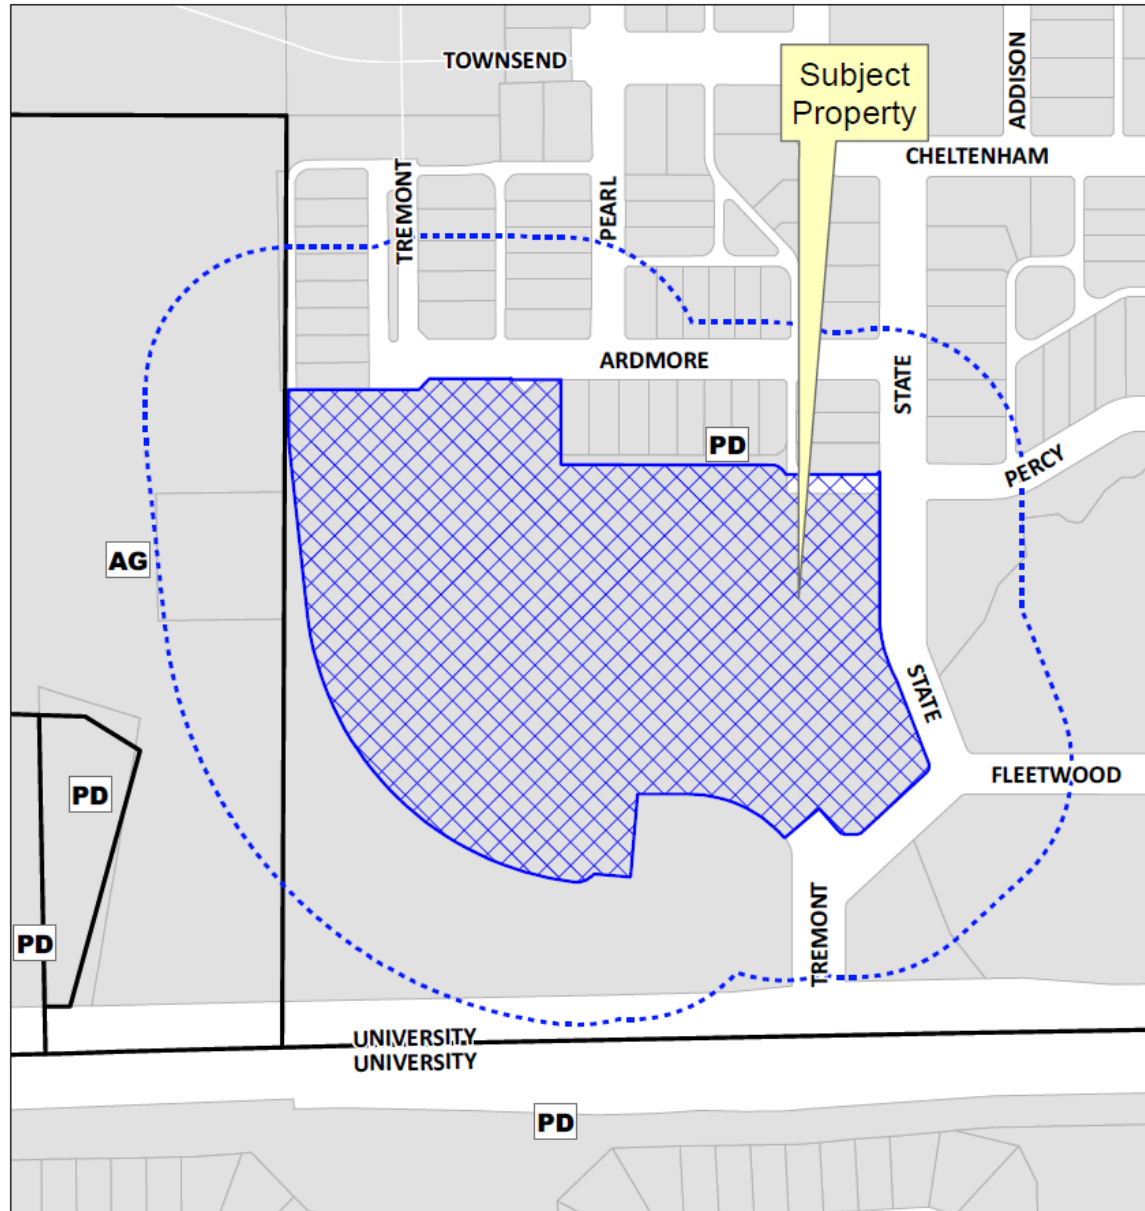 TOWNSEND
ADDISON
Subject
Property
CHELTENHAM
TREMONT
PEARL
ARDMORE
STATE
PD
PERCY
AG
STATE
FLEETWOOD
PD
TREMONT
PD
UNIVERSITY
UNIVERSITY
PD